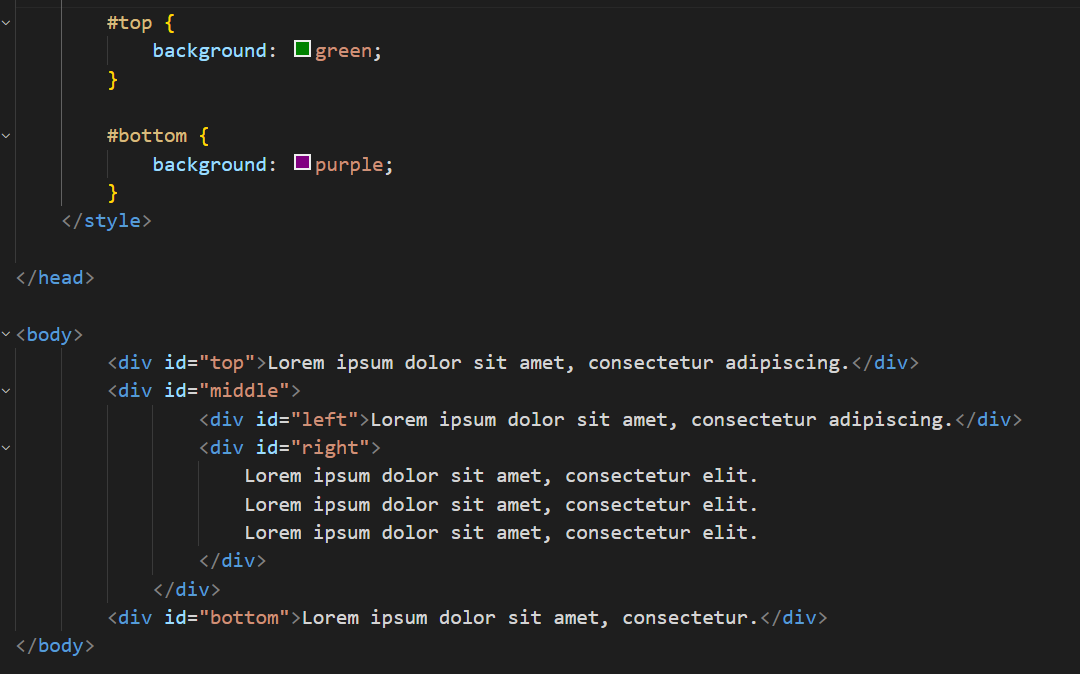 #top {
background: green;
}
#bottom {
background: purple;
}
</style>
</head>
<body>
<div id="top">Lorem ipsum dolor sit amet, consectetur adipiscing.</div>
<div id="middle">
<div id="left">Lorem ipsum dolor sit amet, consectetur adipiscing.</div>
<div id="right">
Lorem ipsum dolor sit amet, consectetur elit.
Lorem ipsum dolor sit amet, consectetur elit.
Lorem ipsum dolor sit amet, consectetur elit.
</div>
</div>
<div id="bottom">Lorem ipsum dolor sit amet, consectetur.</div>
</body>